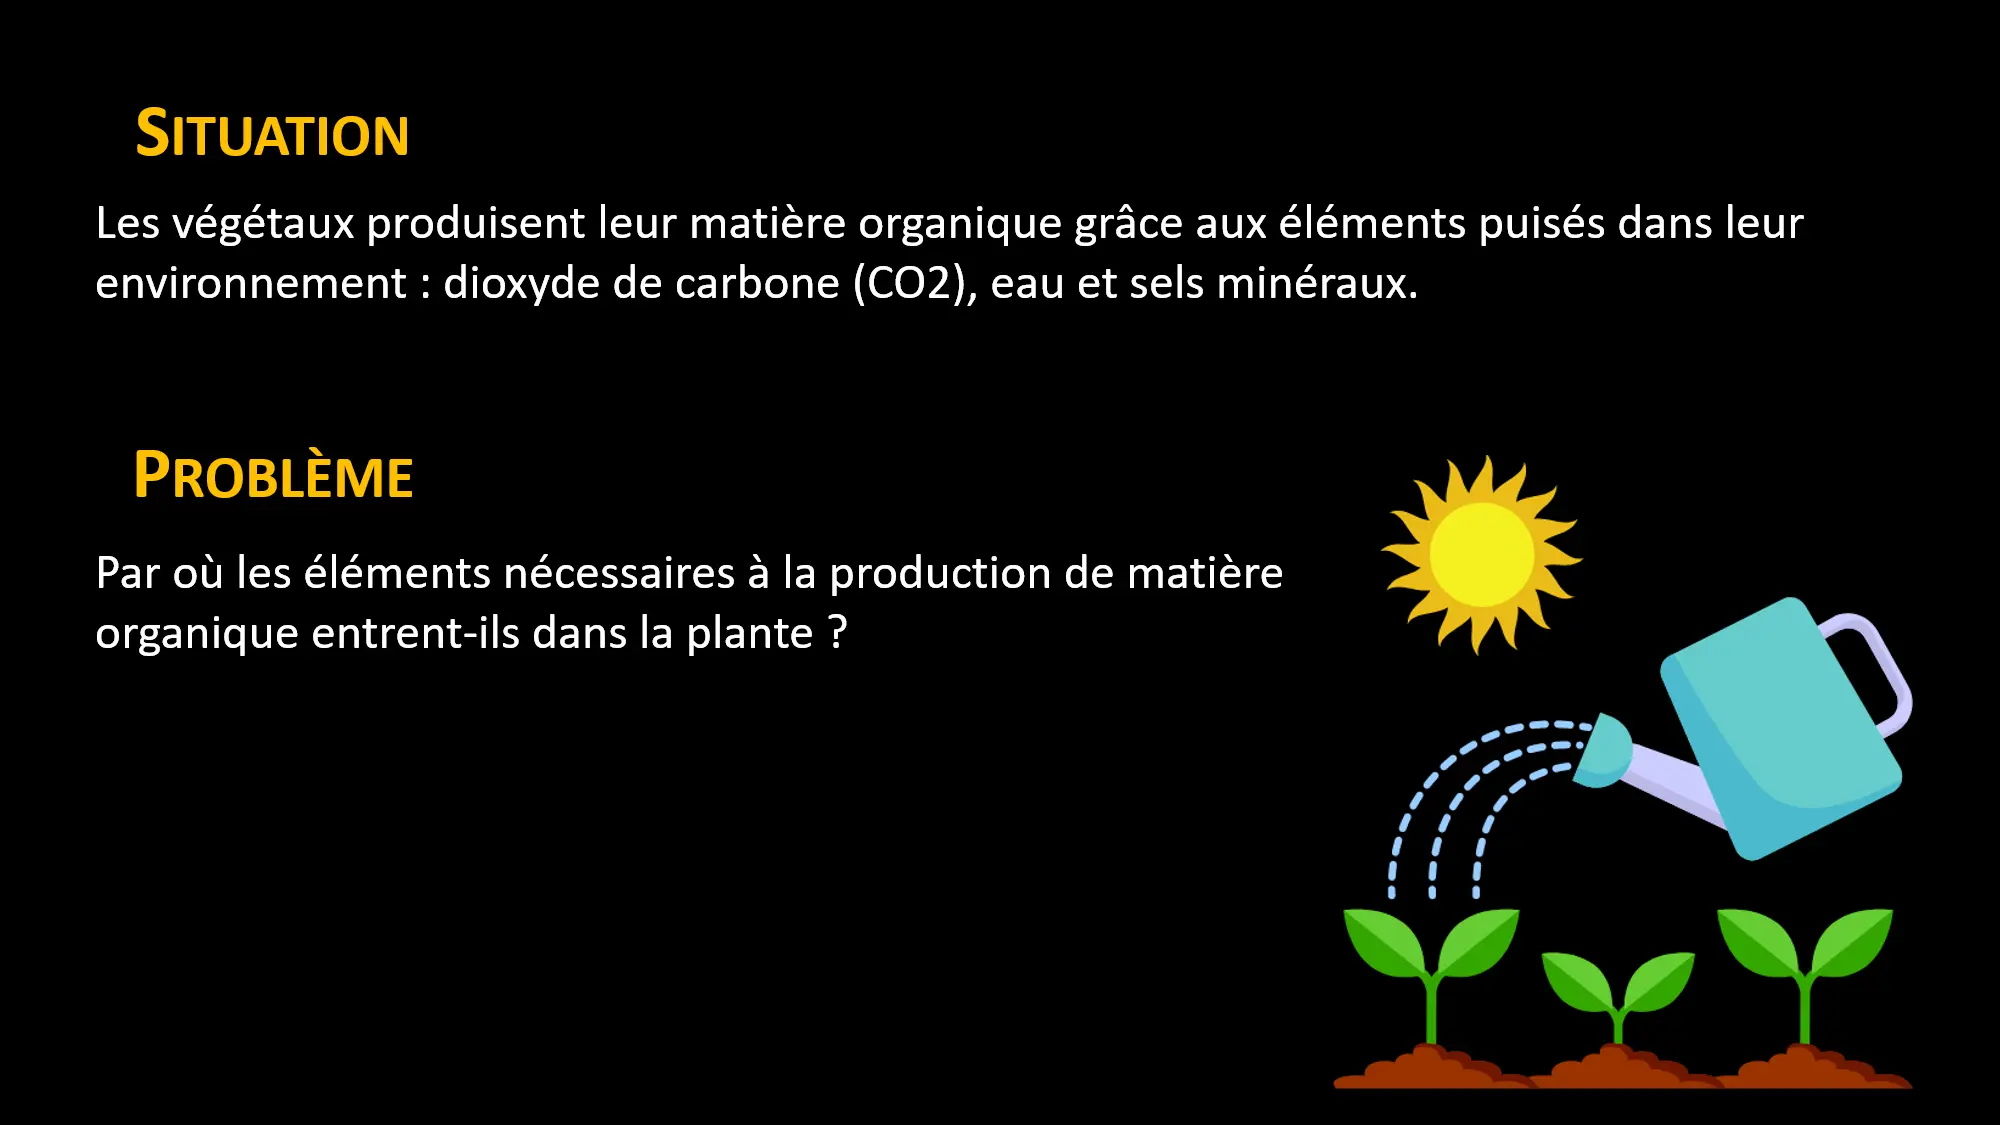 SITUATION
Les végétaux produisent leur matière organique grâce aux éléments puisés dans leur
environnement : dioxyde de carbone (CO2), eau et sels minéraux.
PROBLÈME
Par où les éléments nécessaires à la production de matière
organique entrent-ils dans la plante ?